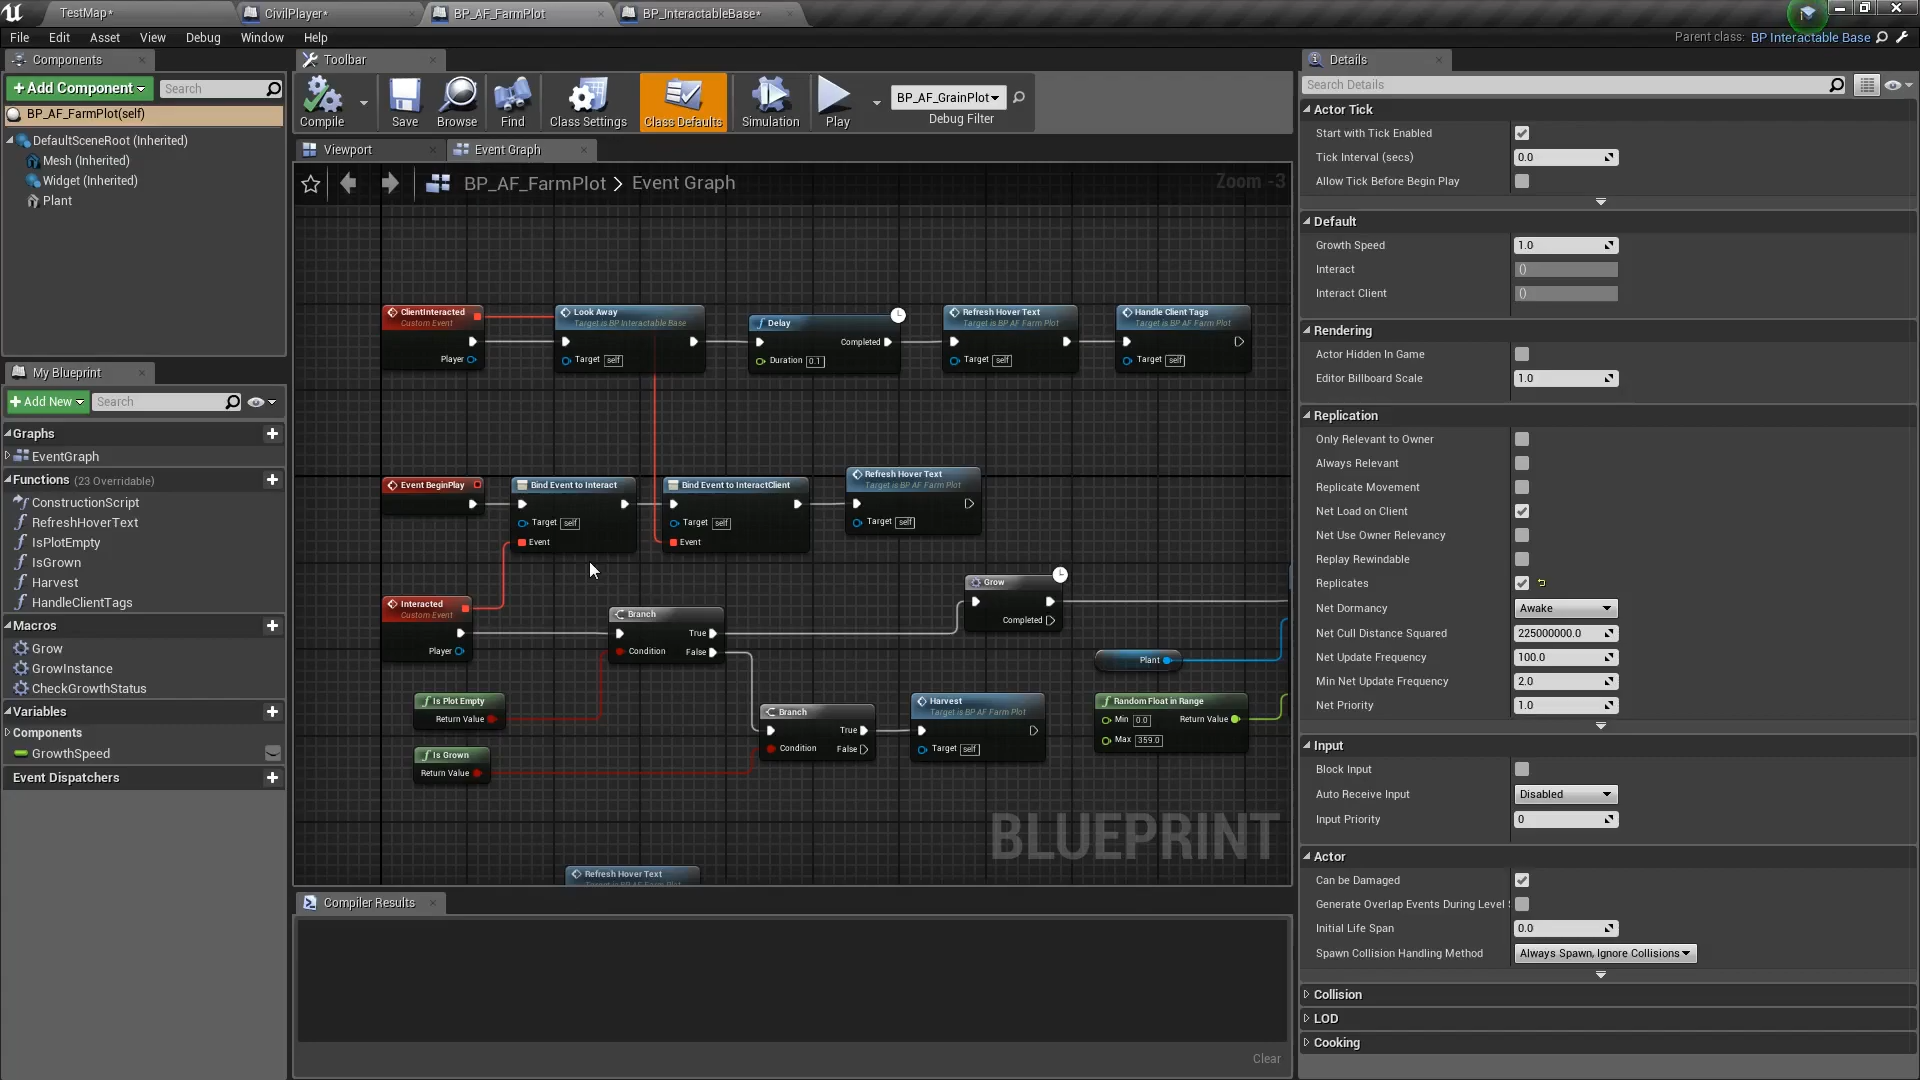 TestMap*
CivilPlayer*
BP_AF_FarmPlot
BP_InteractableBase*
File Edit Asset View Debug Window Help
Parent class: BP Interactable Base
Components
+ Add Component
Search
BP_AF_FarmPlot(self)
DefaultSceneRoot (Inherited)
Mesh (Inherited)
Widget (Inherited)
Plant
My Blueprint
+ Add New
Search
Graphs
EventGraph
Functions (23 Overridable)
ConstructionScript
RefreshHoverText
IsPlotEmpty
IsGrown
Harvest
HandleClientTags
Macros
Grow
GrowInstance
CheckGrowthStatus
Variables
Components
GrowthSpeed
Event Dispatchers
Toolbar
Compile
Save
Browse
Find
Class Settings
Class Defaults
Simulation
Play
BP_AF_GrainPlot
Debug Filter
Viewport
Event Graph
BP_AF_FarmPlot > Event Graph
Zoom -3
ClientInteracted
Custom Event
Player
Look Away
Target is BP Interactable Base
Target self
Delay
Completed
Duration 0.1
Refresh Hover Text
Target is BP AF Farm Plot
Target self
Handle Client Tags
Target is BP AF Farm Plot
Target self
Event BeginPlay
Bind Event to Interact
Target self
Event
Bind Event to InteractClient
Target self
Event
Refresh Hover Text
Target is BP AF Farm Plot
Target self
Interacted
Custom Event
Player
Branch
True
Condition False
Grow
Completed
Plant
Is Plot Empty
Return Value
Is Grown
Return Value
Branch
True
Condition False
Harvest
Target is BP AF Farm Plot
Target self
Random Float in Range
Min 0.0 Return Value
Max 359.0
BLUEPRINT
Refresh Hover Text
Target is BP AF Farm Plot
Compiler Results
Clear
Details
Search Details
Actor Tick
Start with Tick Enabled
Tick Interval (secs) 0.0
Allow Tick Before Begin Play
Default
Growth Speed 1.0
Interact ()
Interact Client ()
Rendering
Actor Hidden In Game
Editor Billboard Scale 1.0
Replication
Only Relevant to Owner
Always Relevant
Replicate Movement
Net Load on Client
Net Use Owner Relevancy
Replay Rewindable
Replicates
Net Dormancy Awake
Net Cull Distance Squared 225000000.0
Net Update Frequency 100.0
Min Net Update Frequency 2.0
Net Priority 1.0
Input
Block Input
Auto Receive Input Disabled
Input Priority 0
Actor
Can be Damaged
Generate Overlap Events During Level S
Initial Life Span 0.0
Spawn Collision Handling Method Always Spawn, Ignore Collisions
Collision
LOD
Cooking